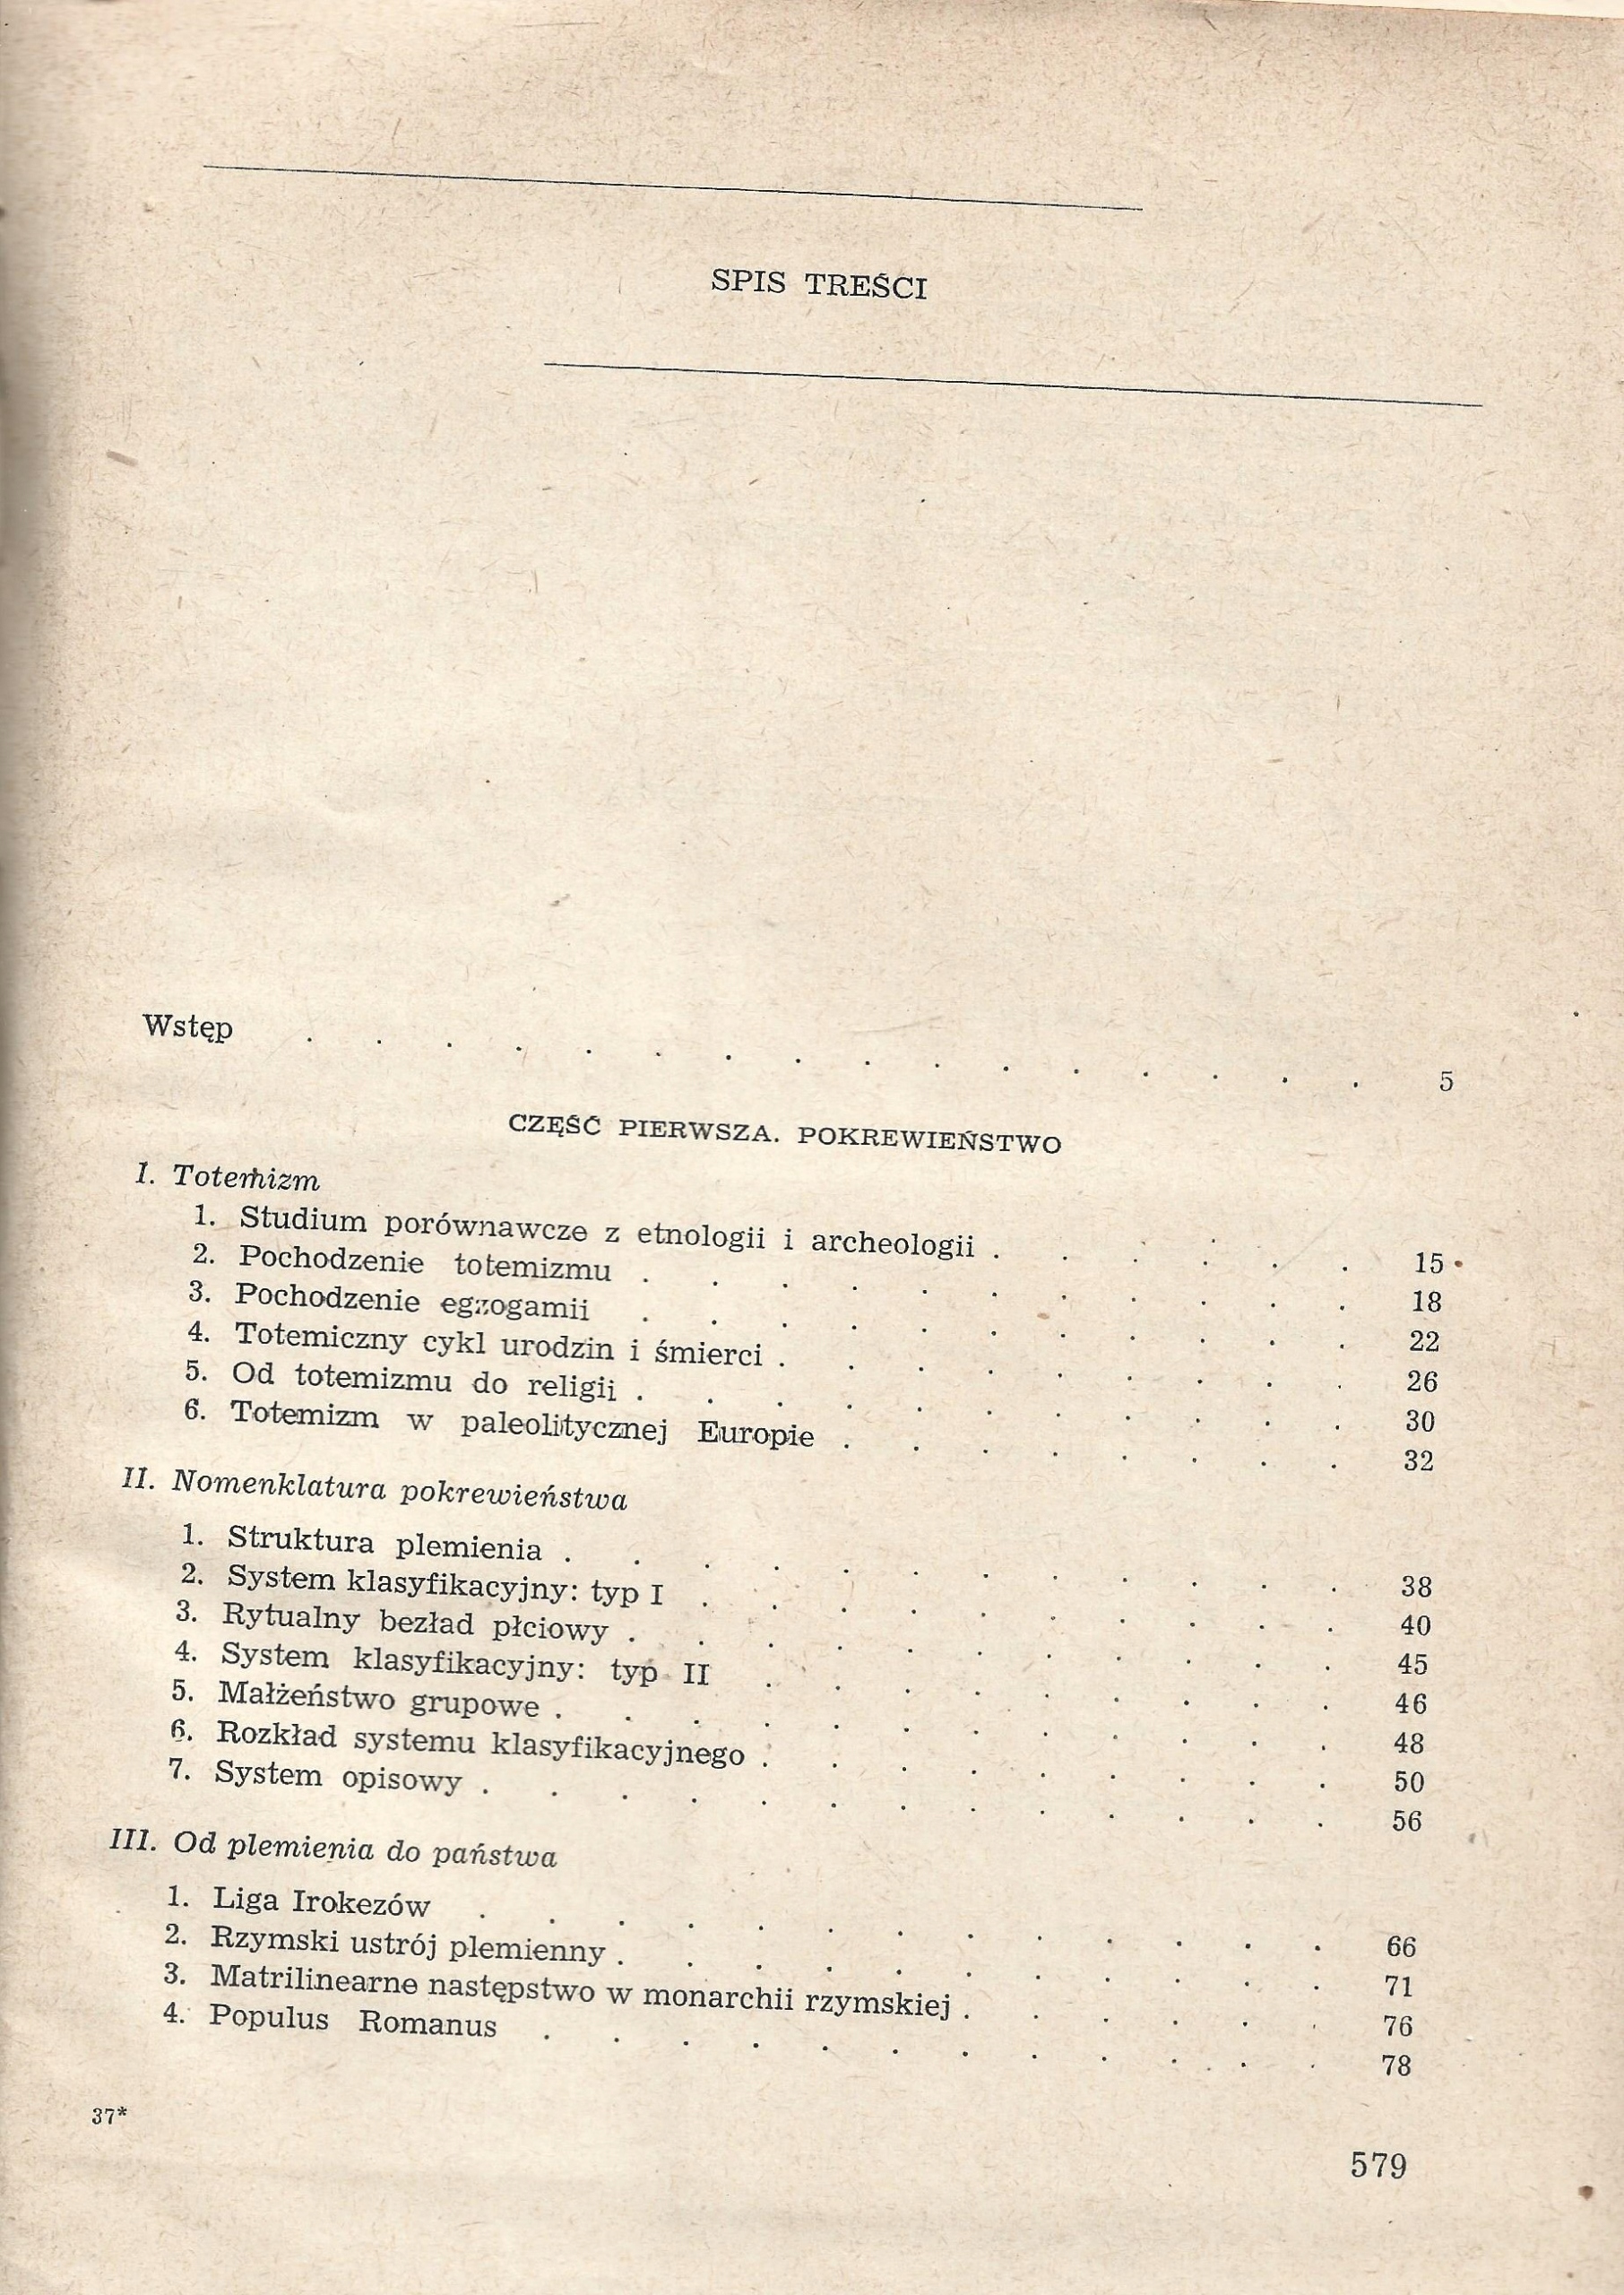 SPIS TREŚCI
Wstęp . . . . . . . . . . . . . . . . 5
CZĘŚĆ PIERWSZA. POKREWIEŃSTWO
I. Totemizm
1. Studium porównawcze z etnologii i archeologii . . . . . . 15
2. Pochodzenie totemizmu . . . . . . . . . . . 18
3. Pochodzenie egzogamii . . . . . . . . . . . 22
4. Totemiczny cykl urodzin i śmierci . . . . . . . . . 26
5. Od totemizmu do religii . . . . . . . . . . . 30
6. Totemizm w paleolitycznej Europie . . . . . . . . 32
II. Nomenklatura pokrewieństwa
1. Struktura plemienia . . . . . . . . . . . . 38
2. System klasyfikacyjny: typ I . . . . . . . . . . 40
3. Rytualny bezład płciowy . . . . . . . . . . . 45
4. System klasyfikacyjny: typ II . . . . . . . . . 46
5. Małżeństwo grupowe . . . . . . . . . . . . 48
6. Rozkład systemu klasyfikacyjnego . . . . . . . . . 50
7. System opisowy . . . . . . . . . . . . . 56
III. Od plemienia do państwa
1. Liga Irokezów . . . . . . . . . . . . . 66
2. Rzymski ustrój plemienny . . . . . . . . . . . 71
3. Matrilinearne następstwo w monarchii rzymskiej . . . . . . 76
4. Populus Romanus . . . . . . . . . . . . 78
37*
579